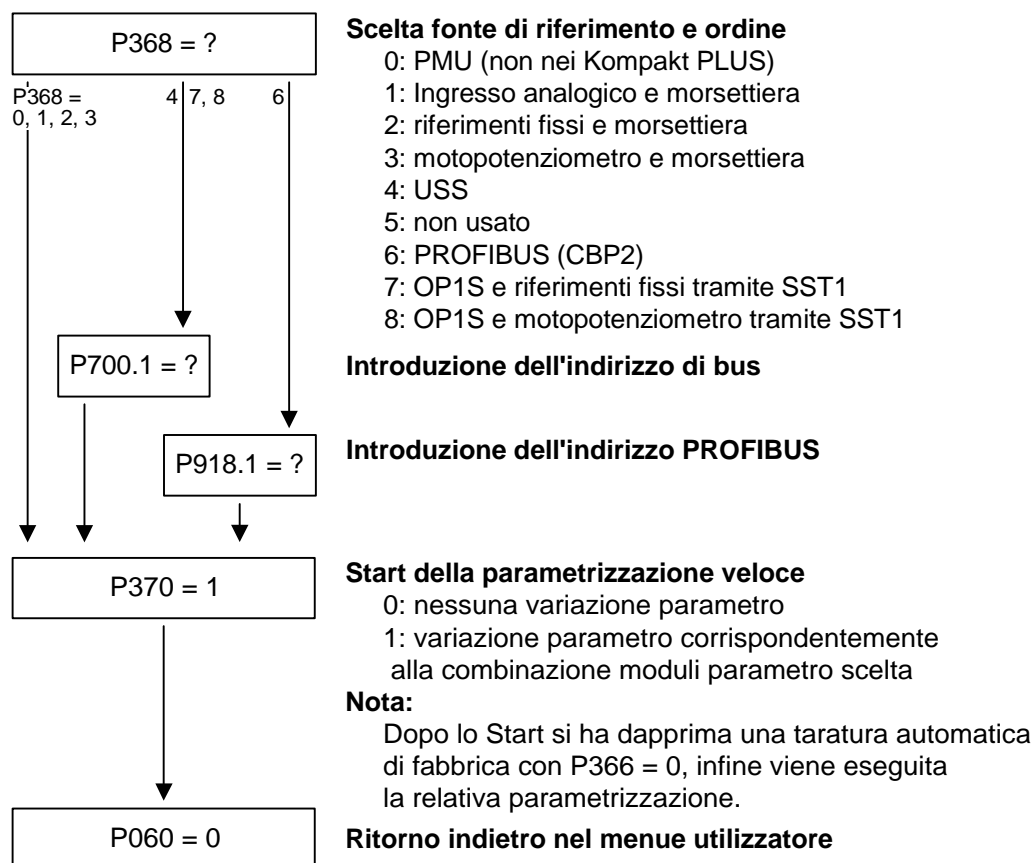 P368 = ?
Scelta fonte di riferimento e ordine
0: PMU (non nei Kompakt PLUS)
1: Ingresso analogico e morsettiera
2: riferimenti fissi e morsettiera
3: motopotenziometro e morsettiera
4: USS
5: non usato
6: PROFIBUS (CBP2)
7: OP1S e riferimenti fissi tramite SST1
8: OP1S e motopotenziometro tramite SST1
P368 =
0, 1, 2, 3
4 7, 8
6
P700.1 = ?
Introduzione dell'indirizzo di bus
P918.1 = ?
Introduzione dell'indirizzo PROFIBUS
P370 = 1
Start della parametrizzazione veloce
0: nessuna variazione parametro
1: variazione parametro corrispondentemente
alla combinazione moduli parametro scelta
Nota:
Dopo lo Start si ha dapprima una taratura automatica
di fabbrica con P366 = 0, infine viene eseguita
la relativa parametrizzazione.
P060 = 0
Ritorno indietro nel menue utilizzatore